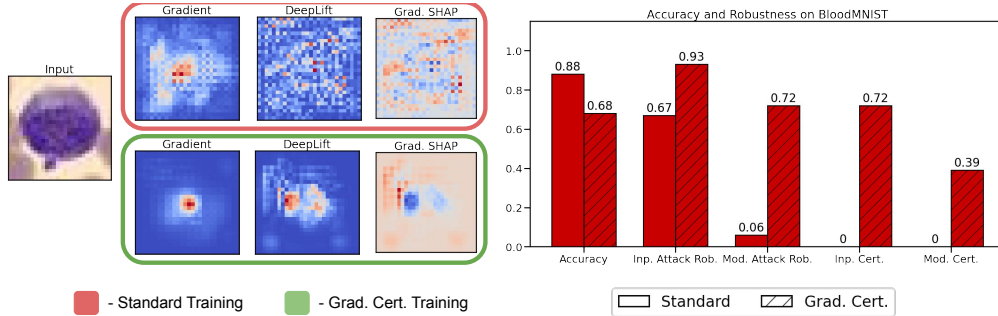 Input
Gradient
DeepLift
Grad. SHAP
Gradient
DeepLift
Grad. SHAP
- Standard Training
- Grad. Cert. Training
Accuracy and Robustness on BloodMNIST
1.0
0.8
0.6
0.4
0.2
0.0
0.88
0.68
0.67
0.93
0.06
0.72
0
0.72
0
0.39
Accuracy
Inp. Attack Rob.
Mod. Attack Rob.
Inp. Cert.
Mod. Cert.
Standard
Grad. Cert.